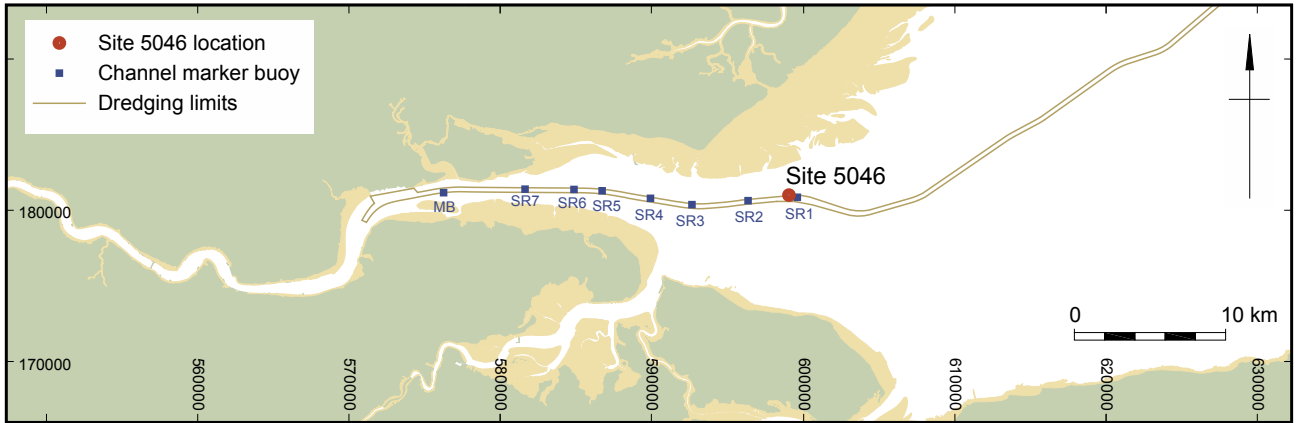 Site 5046 location
Channel marker buoy
Dredging limits
Site 5046
MB
SR7
SR6
SR5
SR4
SR3
SR2
SR1
180000
170000
0 10 km
560000
570000
580000
590000
600000
610000
620000
630000